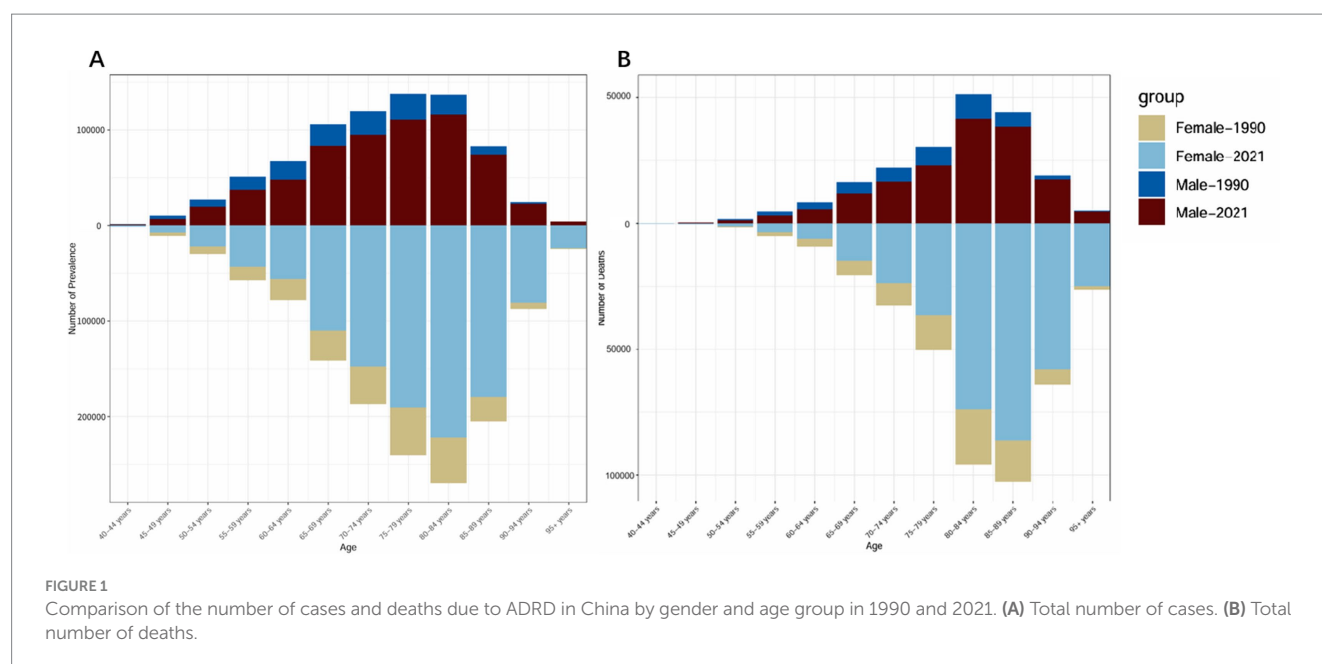 A
B
group
Female-1990
Female-2021
Male-1990
Male-2021
Number of Prevalence
100000
0
100000
200000
40-44 years
45-49 years
50-54 years
55-59 years
60-64 years
65-69 years
70-74 years
75-79 years
80-84 years
85-89 years
90-94 years
95+ years
Age
Number of Deaths
50000
0
50000
100000
40-44 years
45-49 years
50-54 years
55-59 years
60-64 years
65-69 years
70-74 years
75-79 years
80-84 years
85-89 years
90-94 years
95+ years
Age
FIGURE 1
Comparison of the number of cases and deaths due to ADRD in China by gender and age group in 1990 and 2021. (A) Total number of cases. (B) Total
number of deaths.